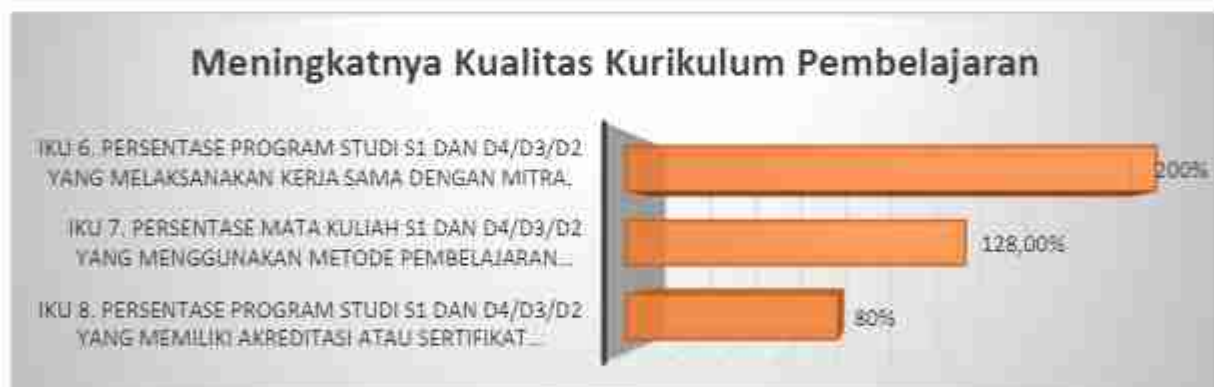 Meningkatnya Kualitas Kurikulum Pembelajaran
IKU 6. PERSENTASE PROGRAM STUDI S1 DAN D4/D3/D2
YANG MELAKSANAKAN KERJA SAMA DENGAN MITRA.
200%
IKU 7. PERSENTASE MATA KULIAH S1 DAN D4/D3/D2
YANG MENGGUNAKAN METODE PEMBELAJARAN...
128,00%
IKU 8. PERSENTASE PROGRAM STUDI S1 DAN D4/D3/D2
YANG MEMILIKI AKREDITASI ATAU SERTIFIKAT...
80%